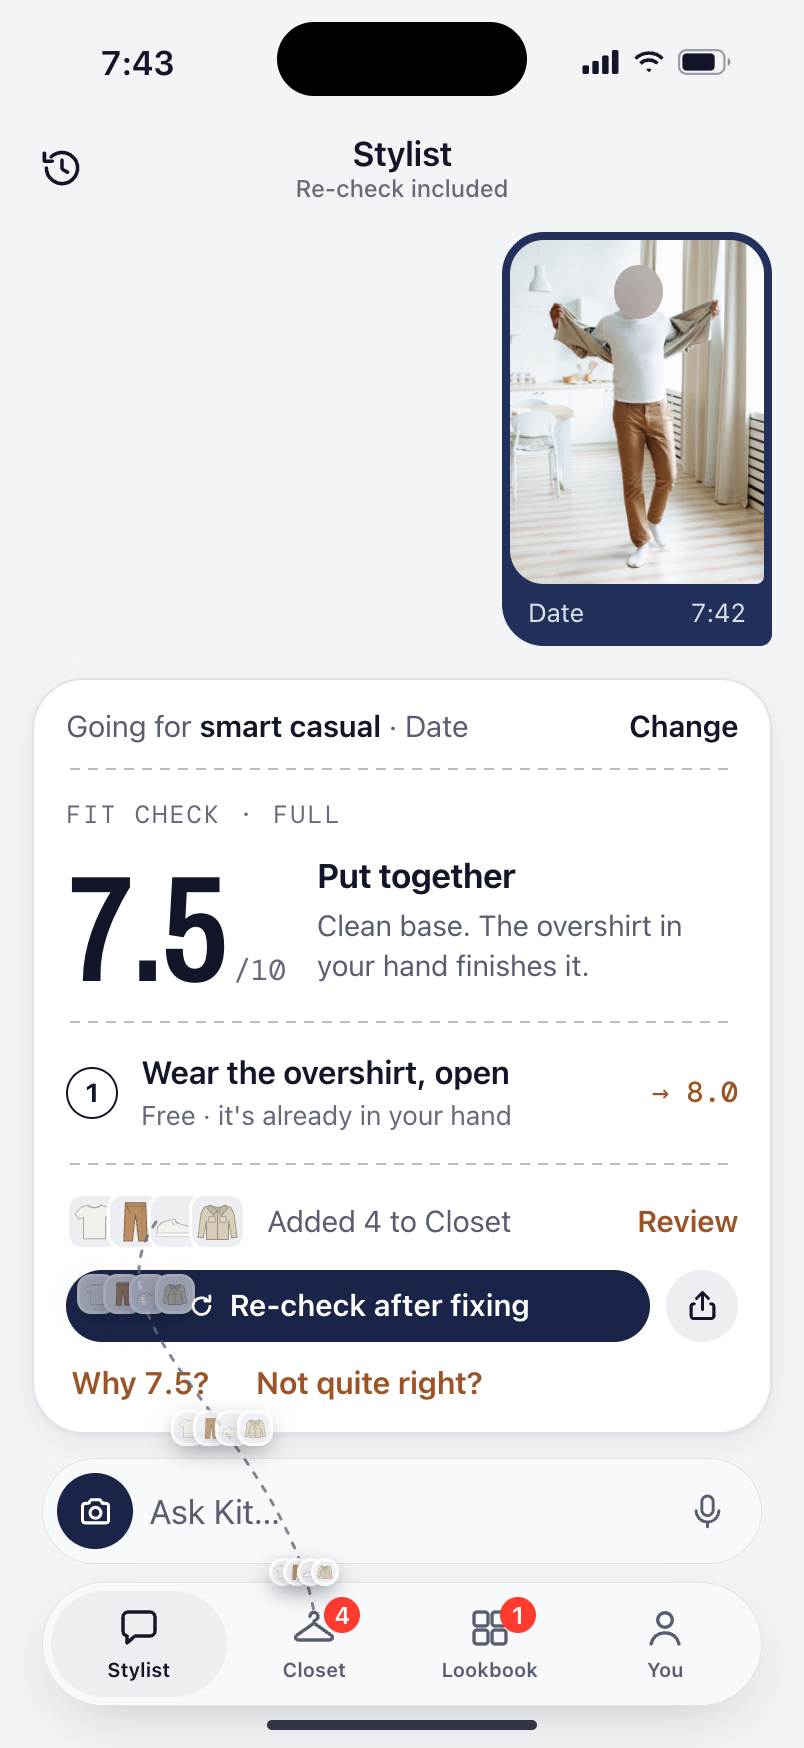 7:43
Stylist
Re-check included
Date 7:42
Going for smart casual · Date Change
FIT CHECK · FULL
7.5 /10
Put together
Clean base. The overshirt in
your hand finishes it.
1 Wear the overshirt, open → 8.0
Free · it's already in your hand
Added 4 to Closet Review
Re-check after fixing
Why 7.5? Not quite right?
Ask Kit...
4 1
Stylist Closet Lookbook You